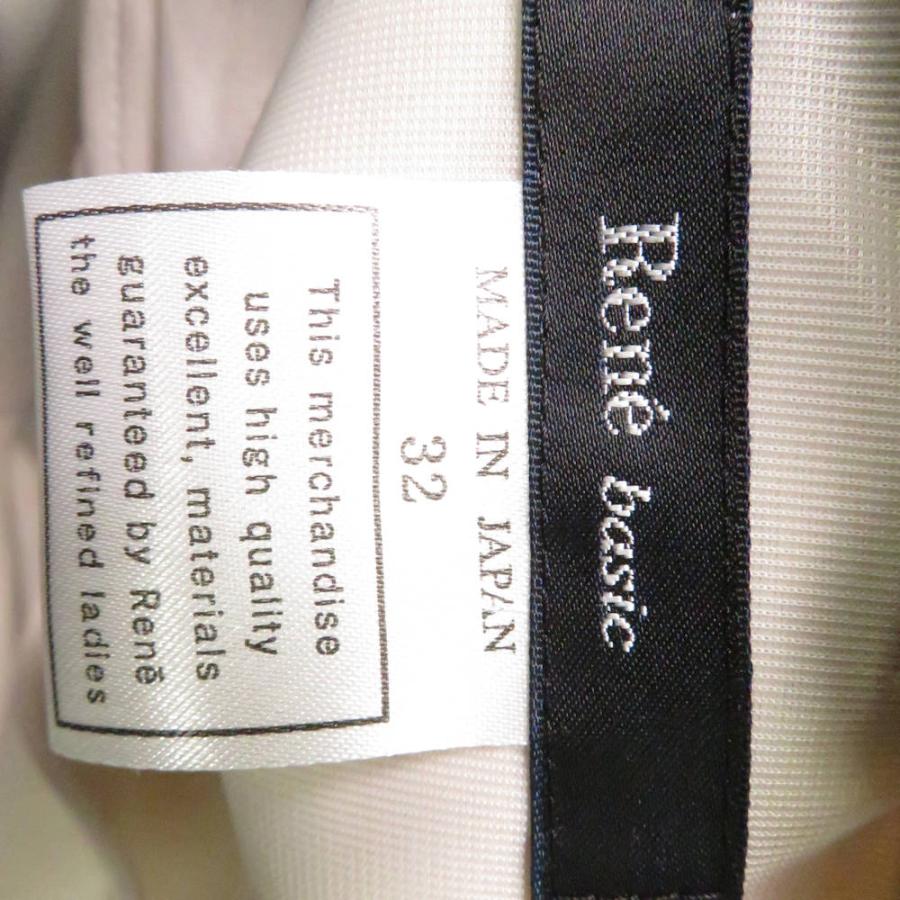 René basic
MADE IN JAPAN
32
This merchandise
uses high quality
excellent, materials
guaranteed by René
the well refined ladies